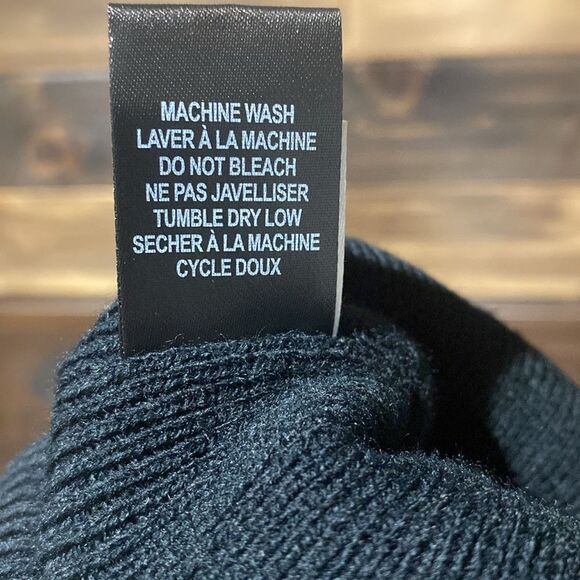 MACHINE WASH
LAVER À LA MACHINE
DO NOT BLEACH
NE PAS JAVELLISER
TUMBLE DRY LOW
SECHER À LA MACHINE
CYCLE DOUX